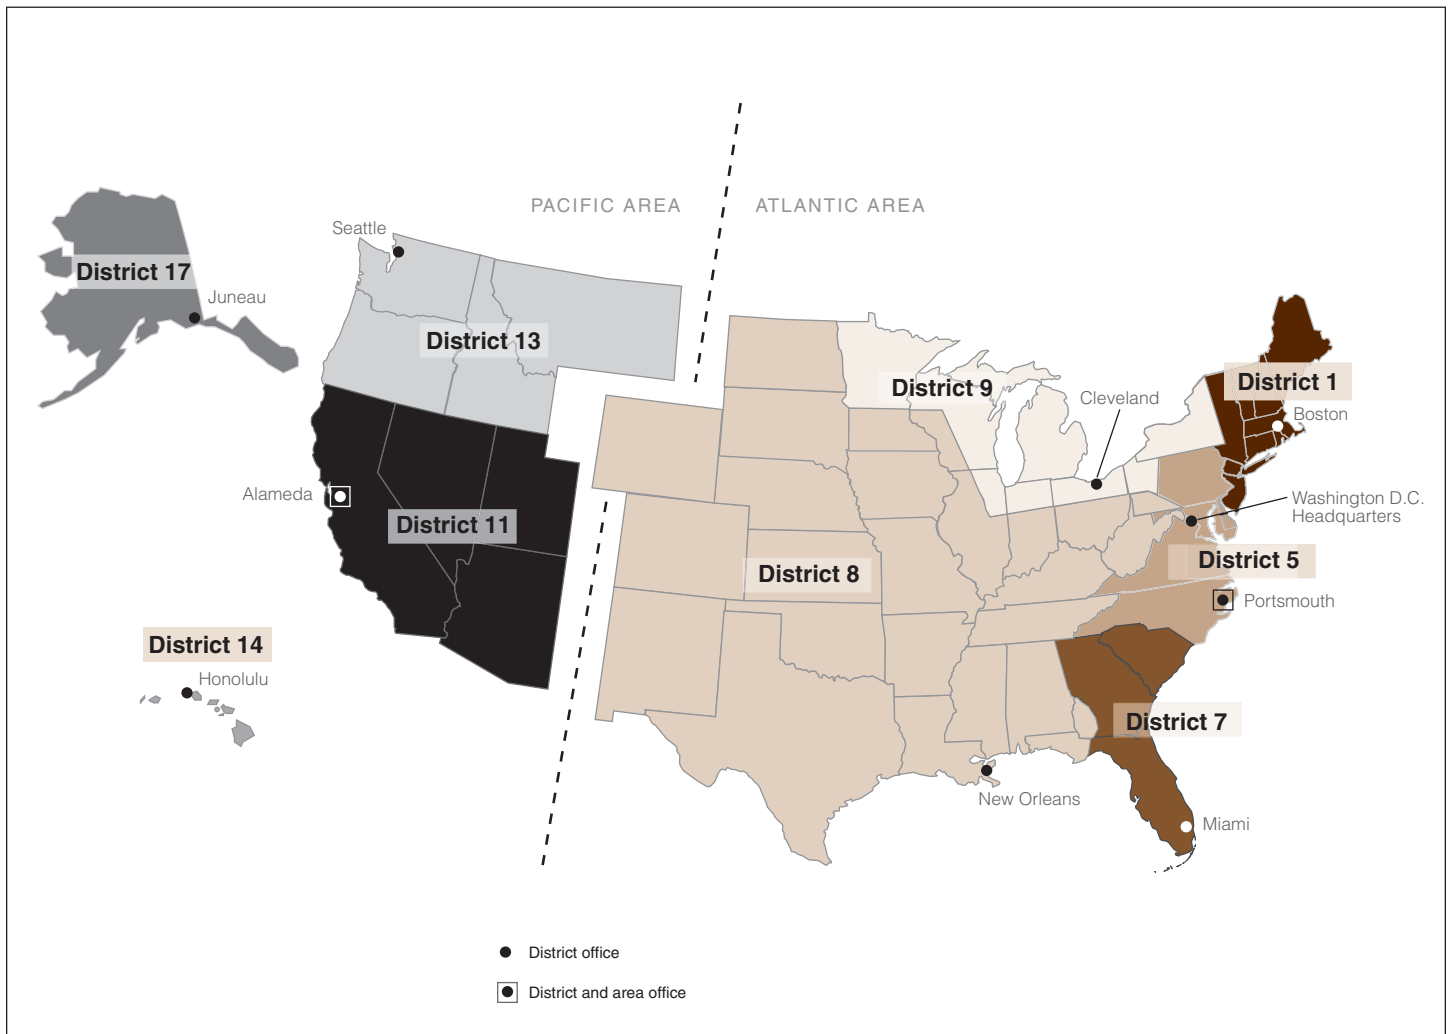 PACIFIC AREA
ATLANTIC AREA
Seattle
District 17
Juneau
District 13
District 9
Cleveland
District 1
Boston
Alameda
District 11
Washington D.C.
Headquarters
District 8
District 5
Portsmouth
District 14
Honolulu
District 7
New Orleans
Miami
District office
District and area office